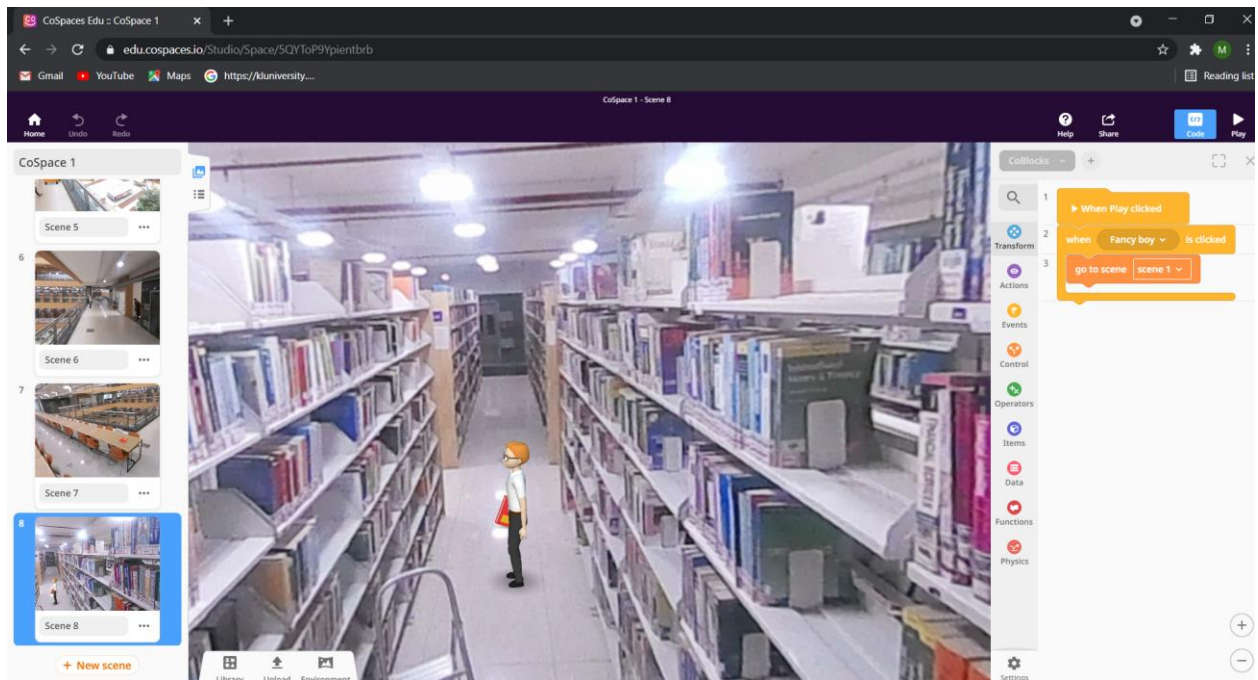 CoSpaces Edu :: CoSpace 1
edu.cospaces.io/Studio/Space/5QYToP9Ypientbrb
M
Gmail YouTube Maps https://kluniversity.... Reading list
CoSpace 1 - Scene 8
Home Undo Redo Help Share Code Play
CoSpace 1
Scene 5
6
Scene 6
7
Scene 7
8
Scene 8
+ New scene
Library Upload Environment
CoBlocks
Transform
Actions
Events
Control
Operators
Items
Data
Functions
Physics
Settings
1 When Play clicked
2 when Fancy boy is clicked
3 go to scene scene 1